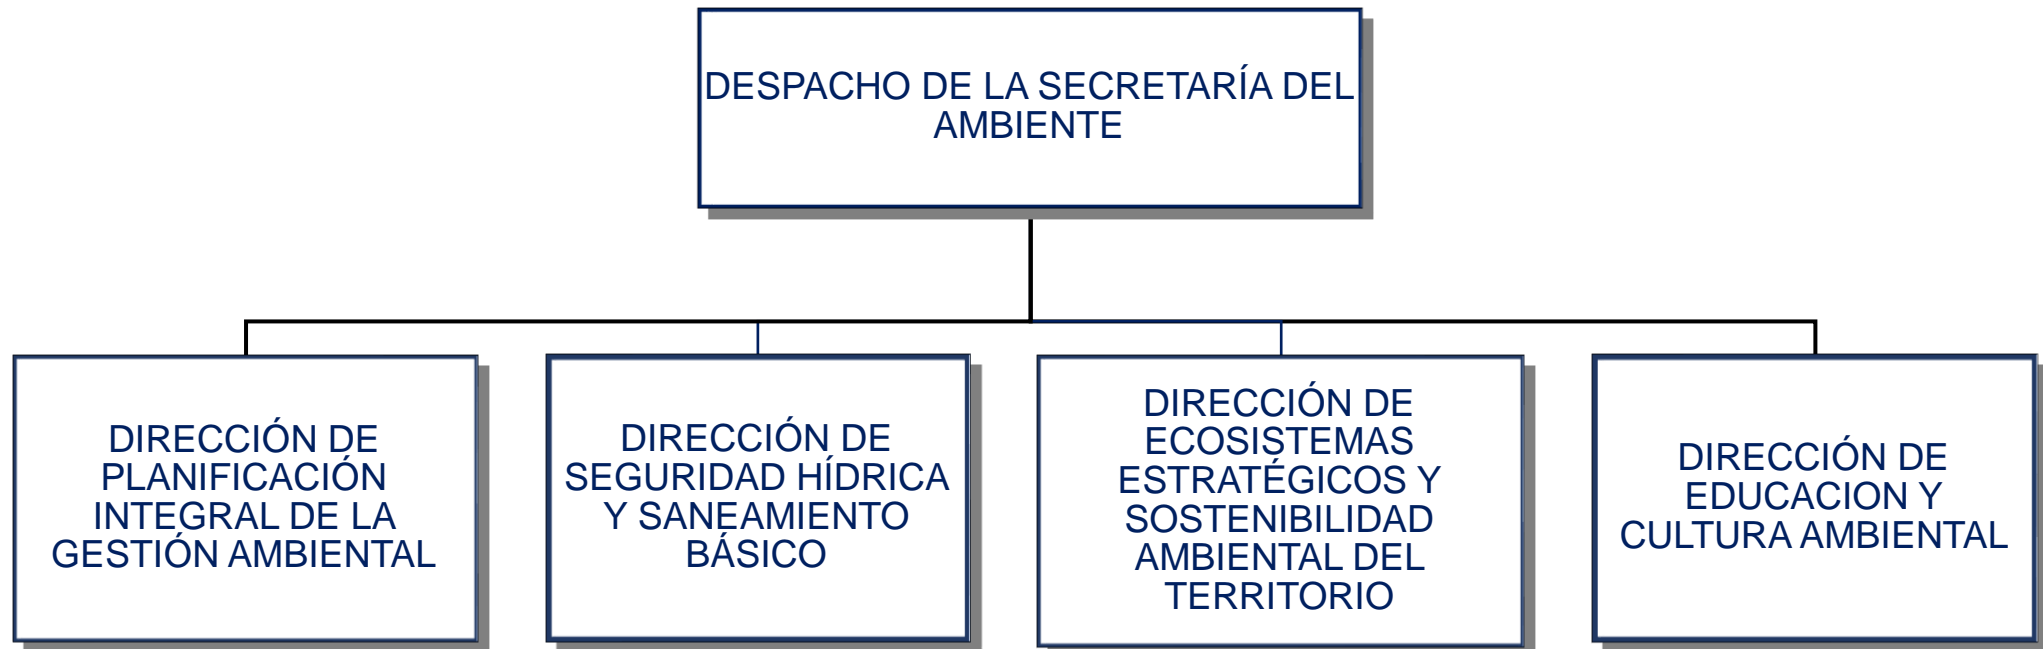 DESPACHO DE LA SECRETARÍA DEL
AMBIENTE
DIRECCIÓN DE
PLANIFICACIÓN
INTEGRAL DE LA
GESTIÓN AMBIENTAL
DIRECCIÓN DE
SEGURIDAD HÍDRICA
Y SANEAMIENTO
BÁSICO
DIRECCIÓN DE
ECOSISTEMAS
ESTRATÉGICOS Y
SOSTENIBILIDAD
AMBIENTAL DEL
TERRITORIO
DIRECCIÓN DE
EDUCACION Y
CULTURA AMBIENTAL